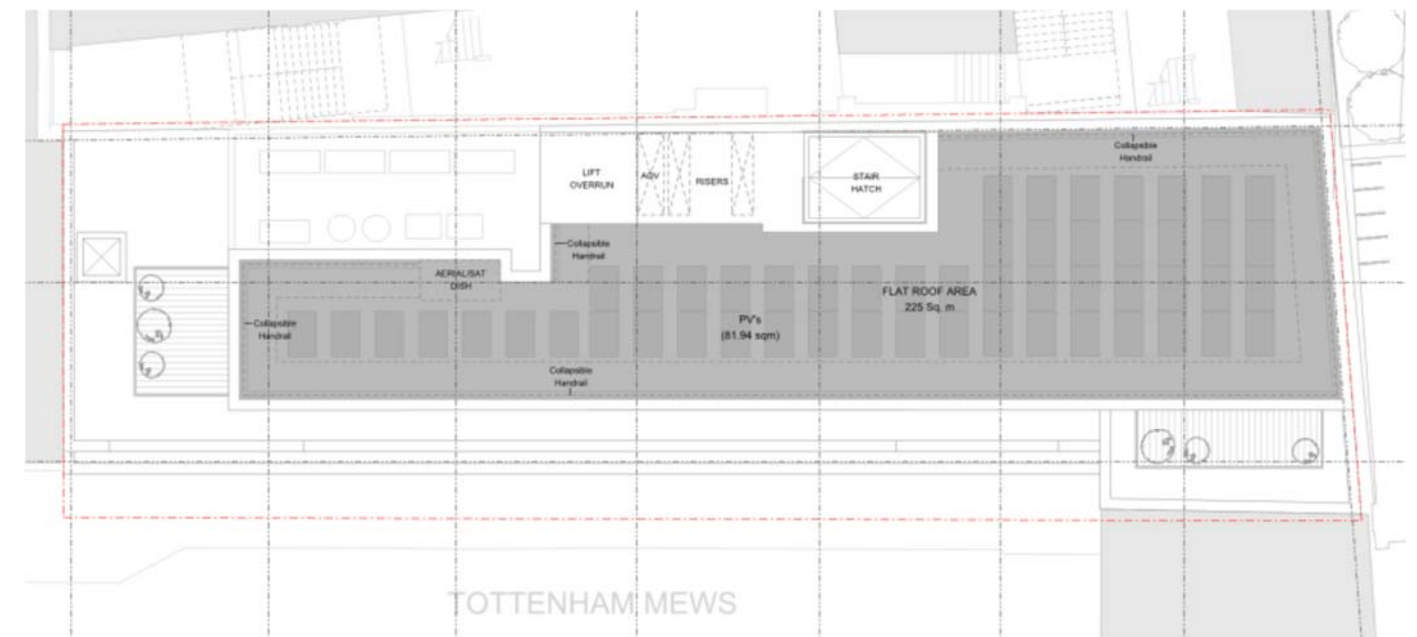 Collapsible
Handrail
LIFT
OVERRUN
AOV
RISERS
STAIR
HATCH
Collapsible
Handrail
AERIAL/SAT
DISH
FLAT ROOF AREA
225 Sq. m
PV's
(81.94 sqm)
Collapsible
Handrail
Collapsible
Handrail
TOTTENHAM MEWS